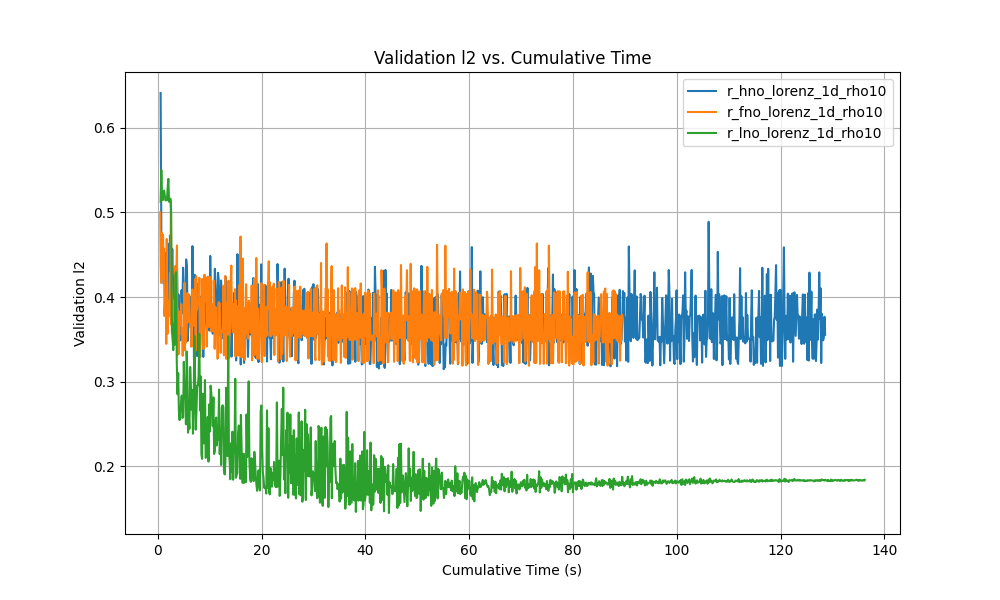 Validation l2 vs. Cumulative Time
r_hno_lorenz_1d_rho10
r_fno_lorenz_1d_rho10
r_lno_lorenz_1d_rho10
Validation l2
0.6
0.5
0.4
0.3
0.2
0 20 40 60 80 100 120 140
Cumulative Time (s)